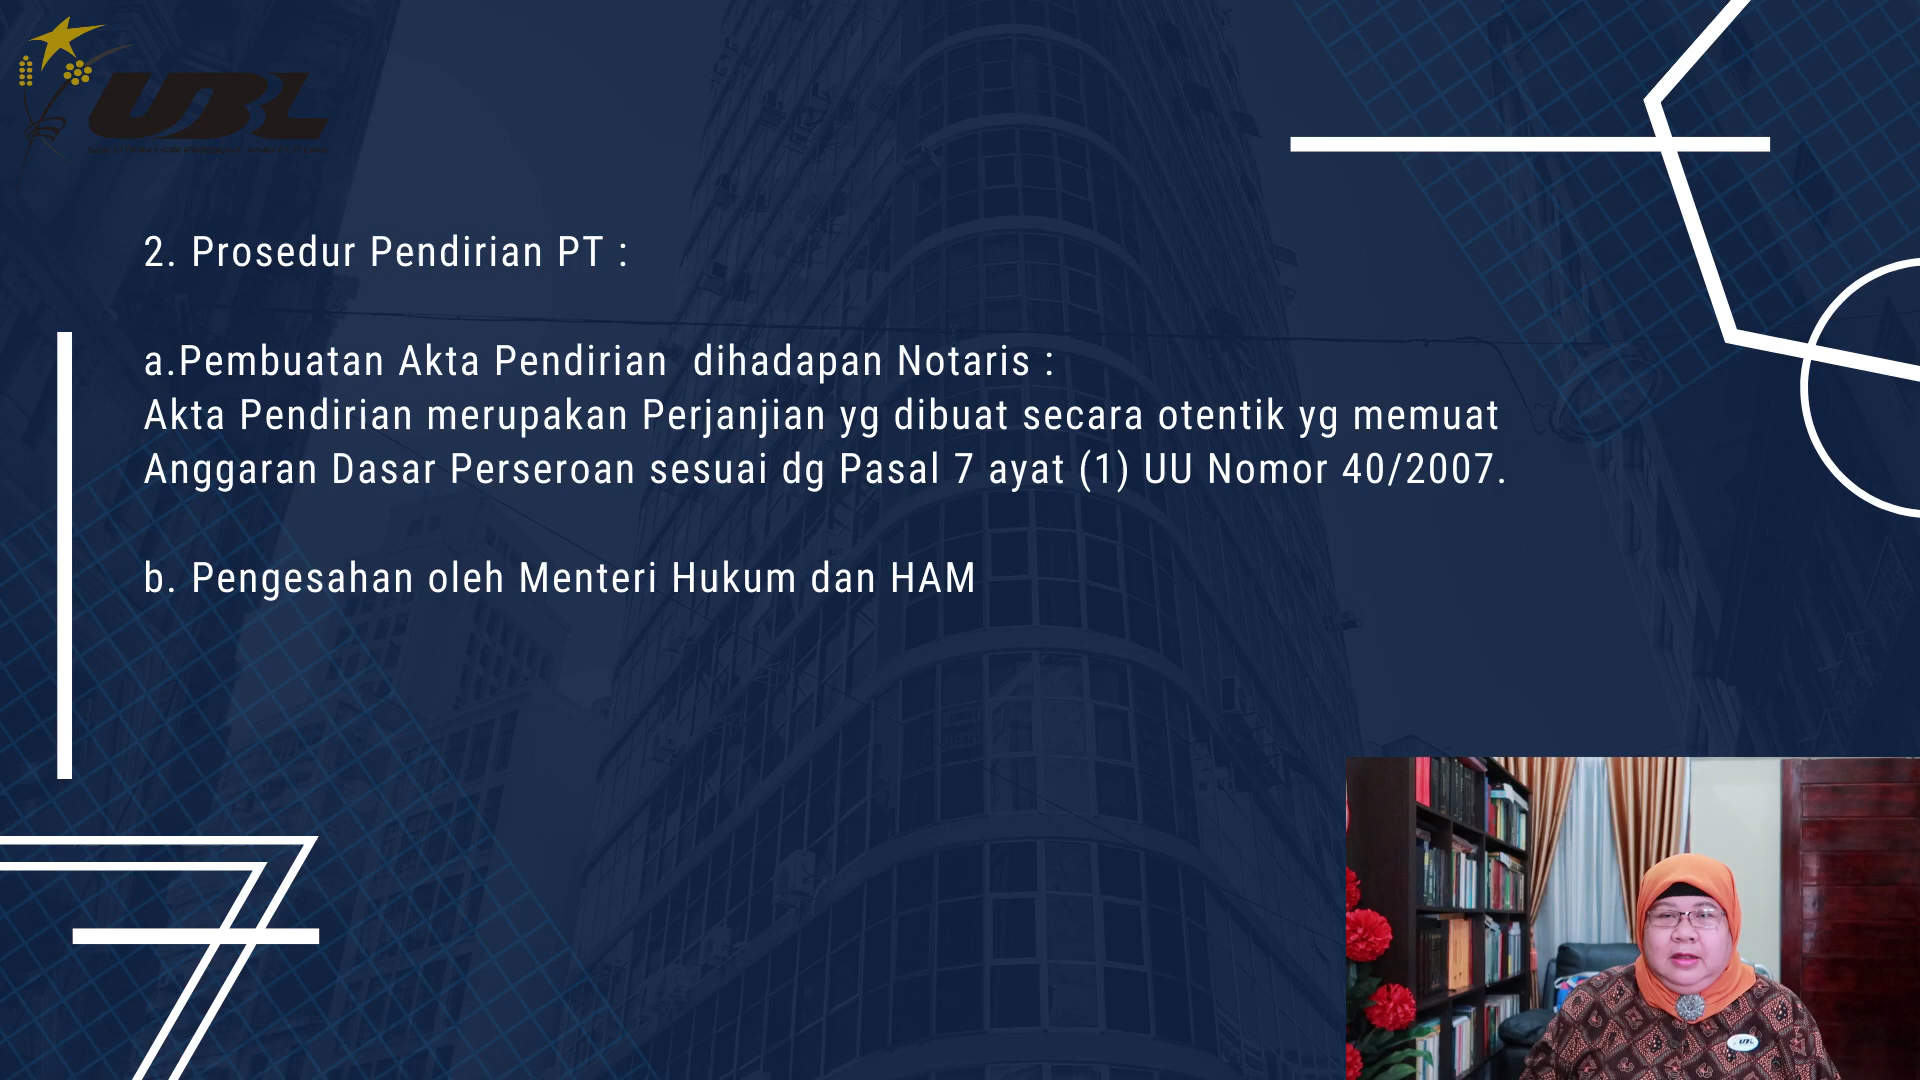 UBL
2. Prosedur Pendirian PT :
a.Pembuatan Akta Pendirian dihadapan Notaris :
Akta Pendirian merupakan Perjanjian yg dibuat secara otentik yg memuat
Anggaran Dasar Perseroan sesuai dg Pasal 7 ayat (1) UU Nomor 40/2007.
b. Pengesahan oleh Menteri Hukum dan HAM
UBL